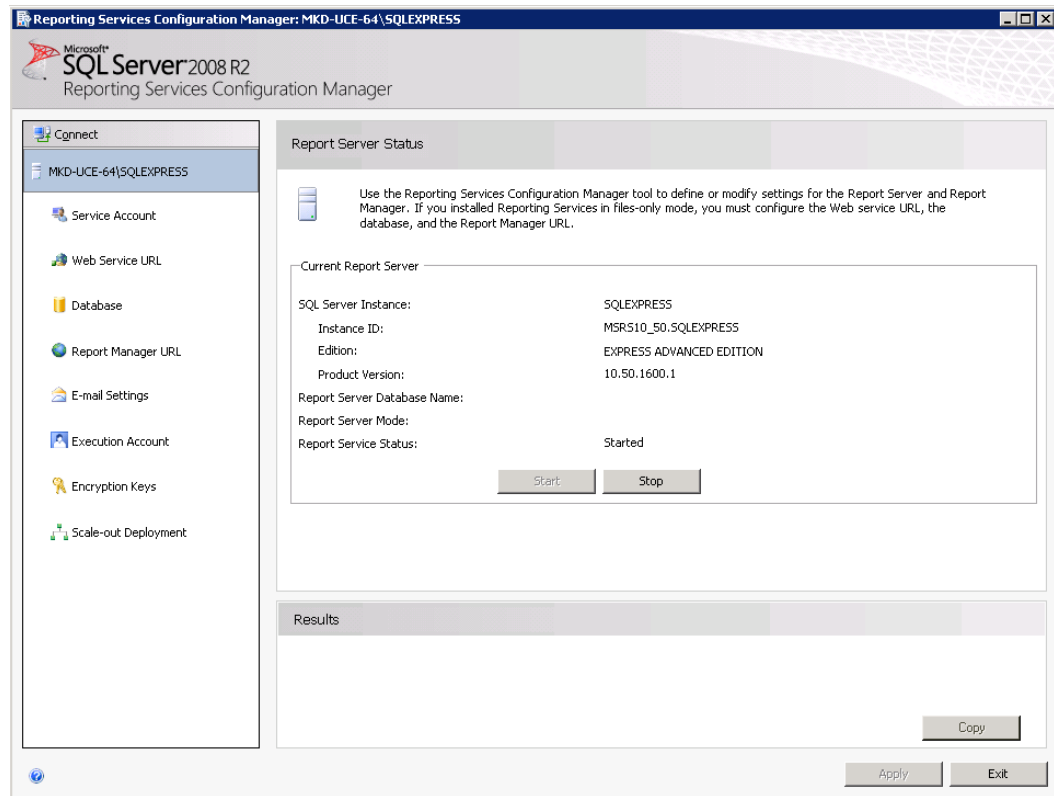 Reporting Services Configuration Manager: MKD-UCE-64\SQLEXPRESS
Microsoft®
SQL Server 2008 R2
Reporting Services Configuration Manager
Connect
MKD-UCE-64\SQLEXPRESS
Service Account
Web Service URL
Database
Report Manager URL
E-mail Settings
Execution Account
Encryption Keys
Scale-out Deployment
Report Server Status
Use the Reporting Services Configuration Manager tool to define or modify settings for the Report Server and Report
Manager. If you installed Reporting Services in files-only mode, you must configure the Web service URL, the
database, and the Report Manager URL.
Current Report Server
SQL Server Instance: SQLEXPRESS
Instance ID: MSRS10_50.SQLEXPRESS
Edition: EXPRESS ADVANCED EDITION
Product Version: 10.50.1600.1
Report Server Database Name:
Report Server Mode:
Report Service Status: Started
Start Stop
Results
Copy
Apply Exit